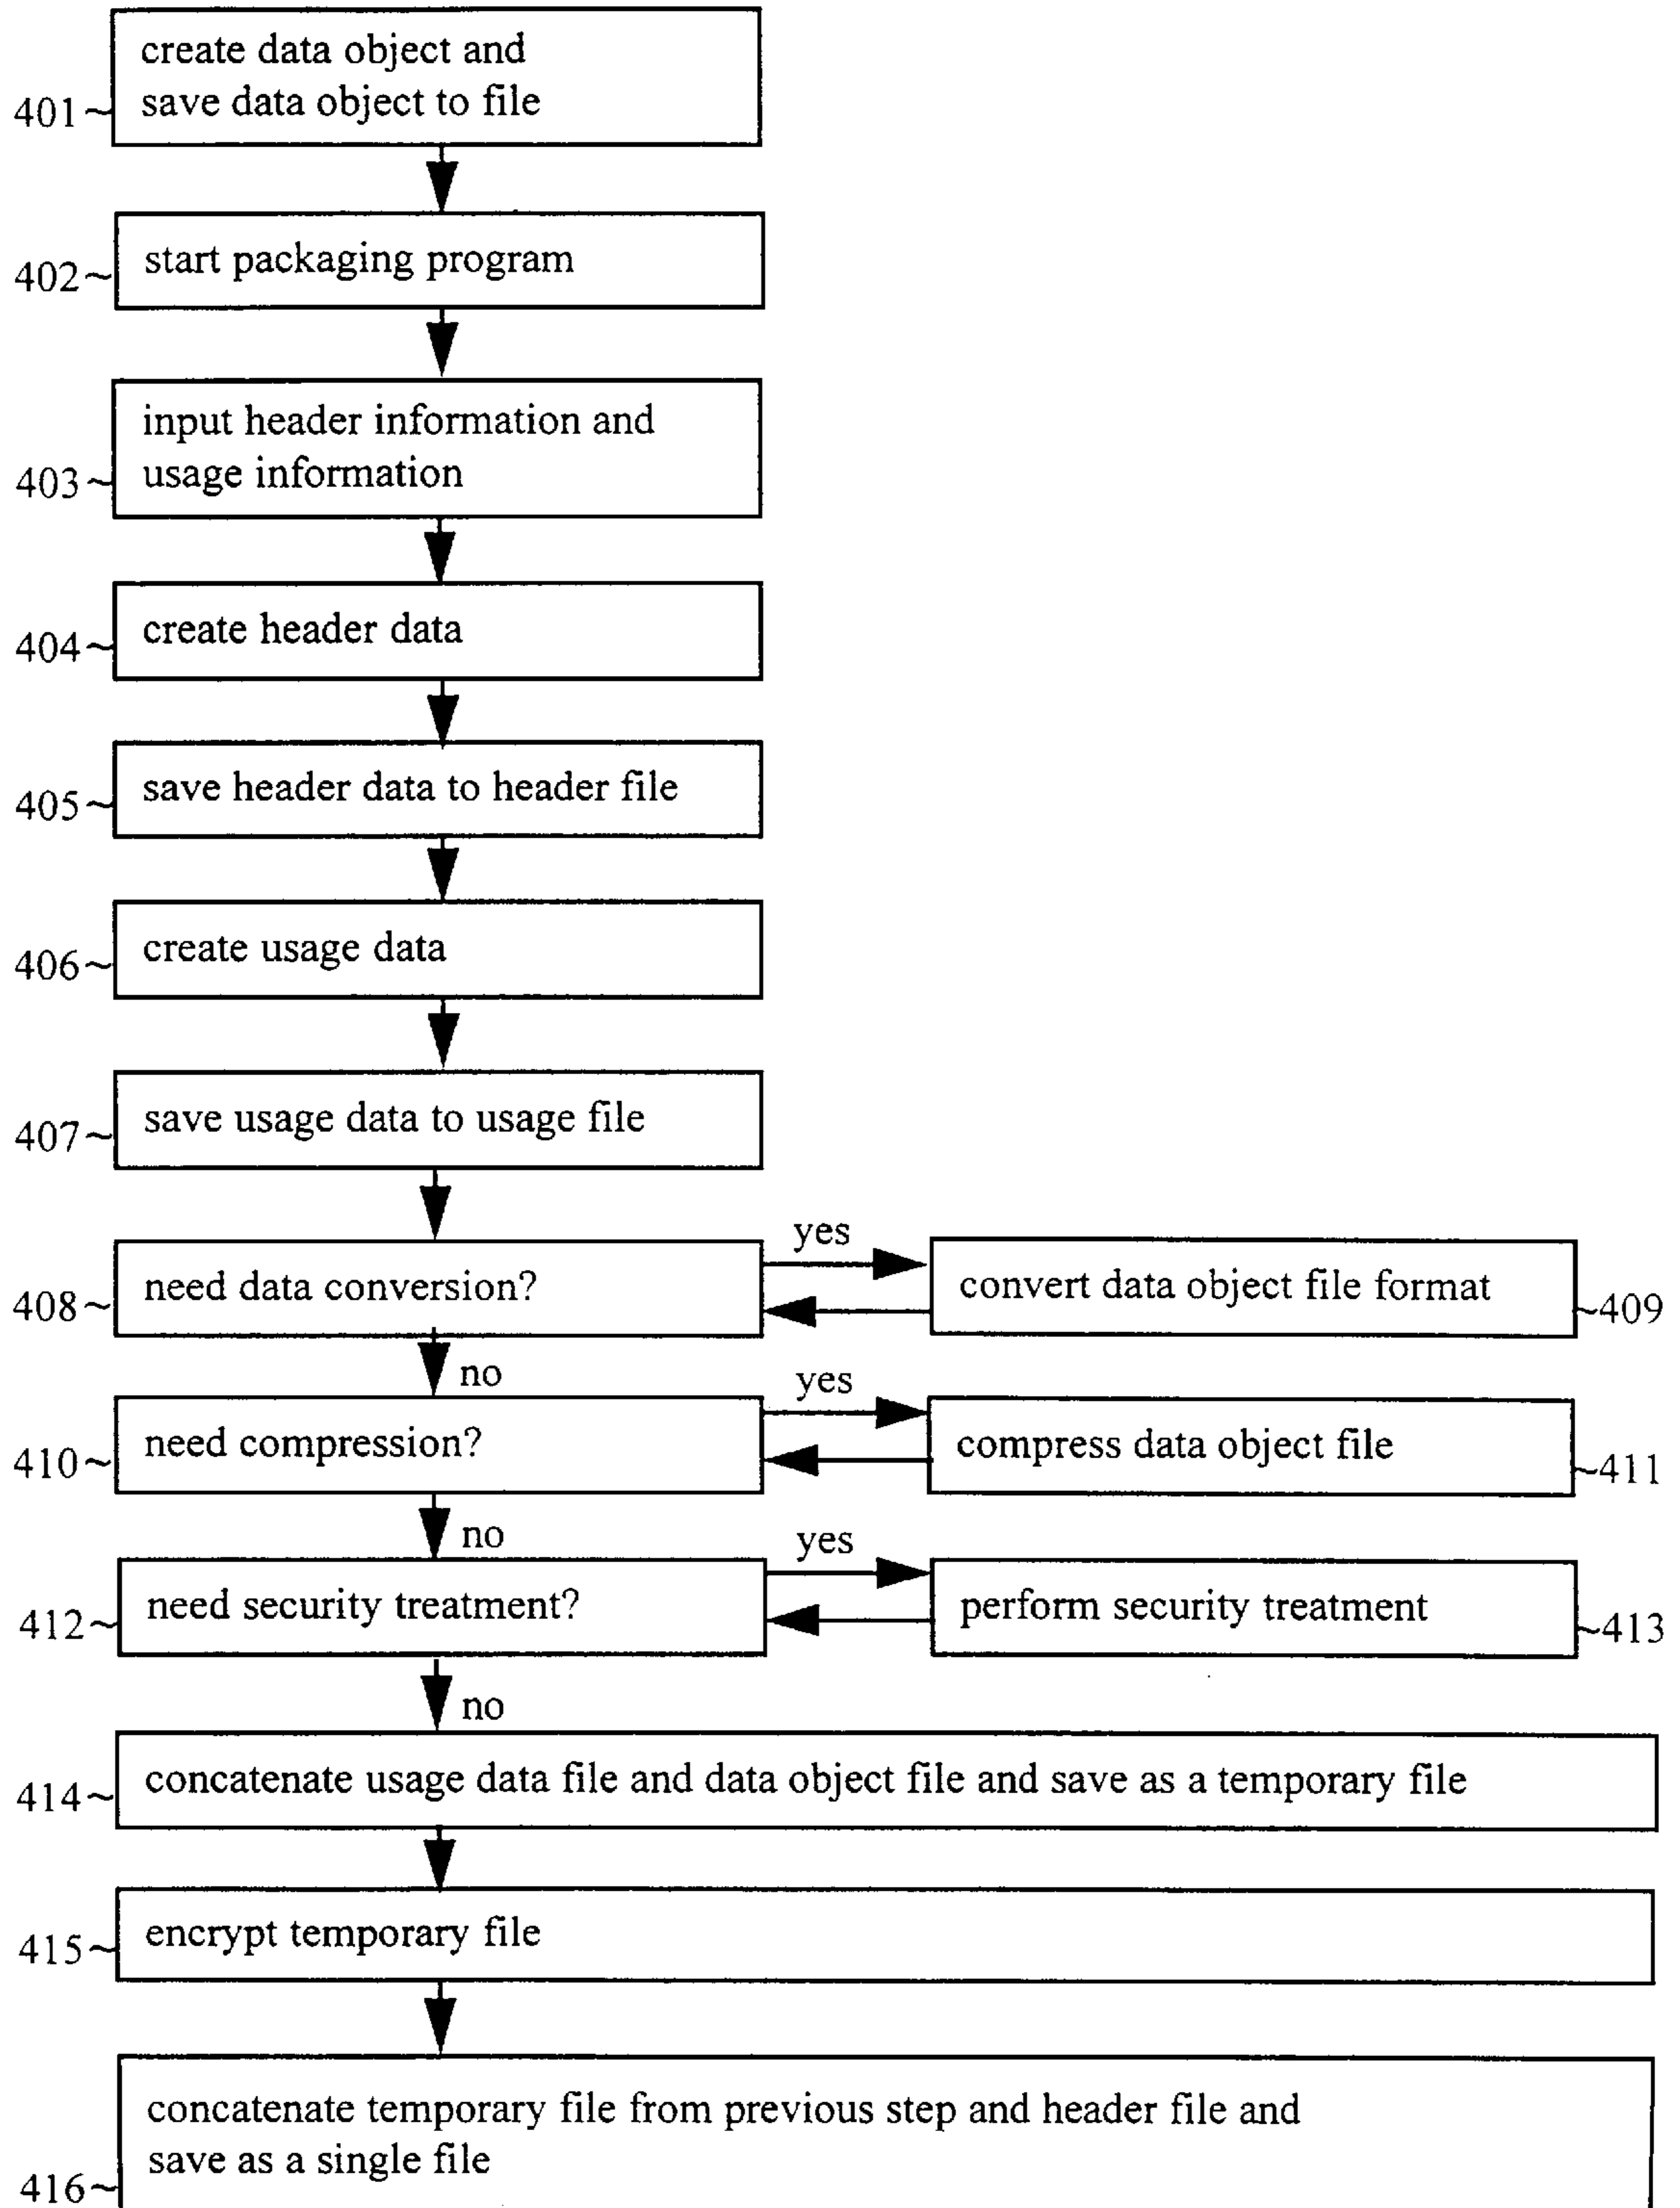 create data object and
save data object to file
401
start packaging program
402
input header information and
usage information
403
create header data
404
save header data to header file
405
create usage data
406
save usage data to usage file
407
need data conversion?
408
yes
convert data object file format
409
no
need compression?
410
yes
compress data object file
411
no
need security treatment?
412
yes
perform security treatment
413
no
concatenate usage data file and data object file and save as a temporary file
414
encrypt temporary file
415
concatenate temporary file from previous step and header file and
save as a single file
416